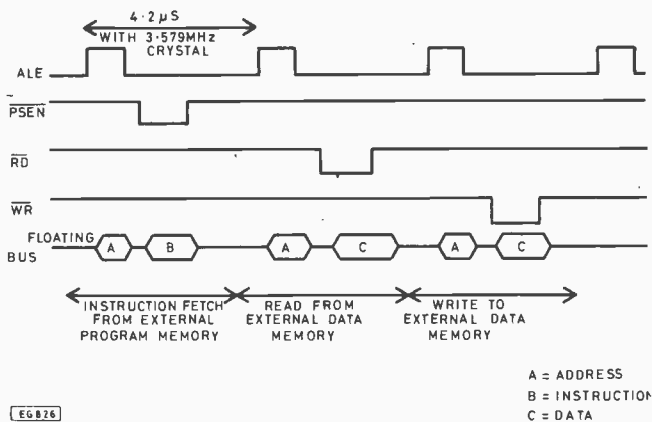 4·2µS
WITH 3·579MHz
CRYSTAL
ALE
PSEN
RD
WR
FLOATING
BUS
A
B
A
C
A
C
INSTRUCTION FETCH
FROM EXTERNAL
PROGRAM MEMORY
READ FROM
EXTERNAL DATA
MEMORY
WRITE TO
EXTERNAL DATA
MEMORY
A = ADDRESS
B = INSTRUCTION
C = DATA
EG826